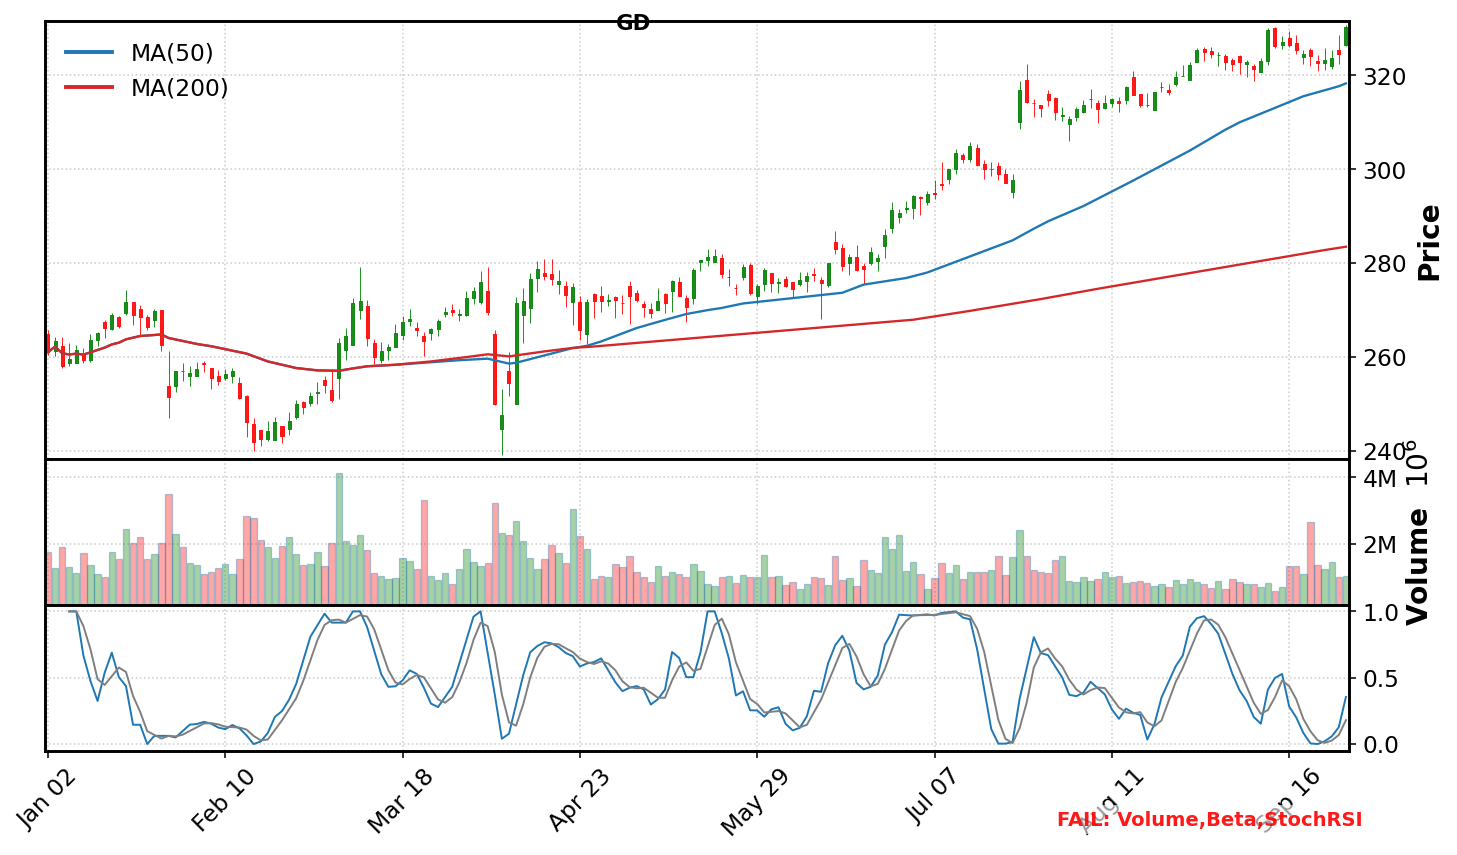 GD
MA(50)
MA(200)
320
300
280
260
240
Price
10^6
4M
2M
Volume
1.0
0.5
0.0
Jan 02
Feb 10
Mar 18
Apr 23
May 29
Jul 07
Aug 11
Sep 16
FAIL: Volume,Beta,StochRSI